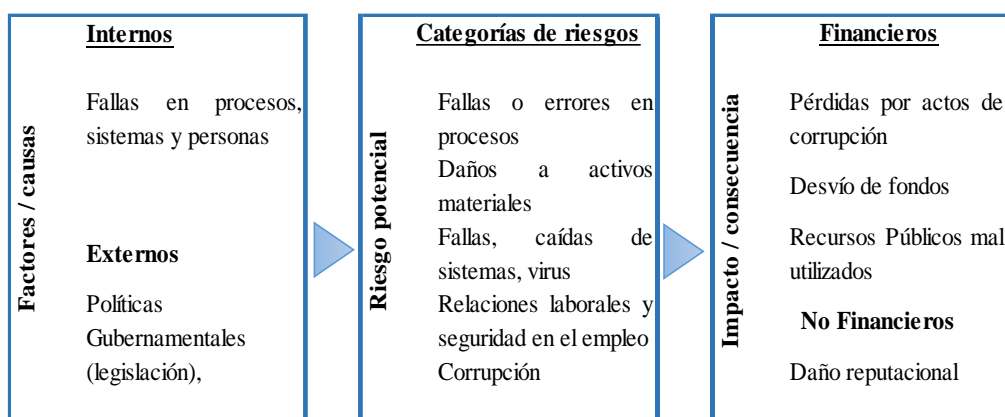 Factores / causas
Internos
Fallas en procesos,
sistemas y personas
Externos
Políticas
Gubernamentales
(legislación),
Riesgo potencial
Categorías de riesgos
Fallas o errores en
procesos
Daños a activos
materiales
Fallas, caídas de
sistemas, virus
Relaciones laborales y
seguridad en el empleo
Corrupción
Impacto / consecuencia
Financieros
Pérdidas por actos de
corrupción
Desvío de fondos
Recursos Públicos mal
utilizados
No Financieros
Daño reputacional